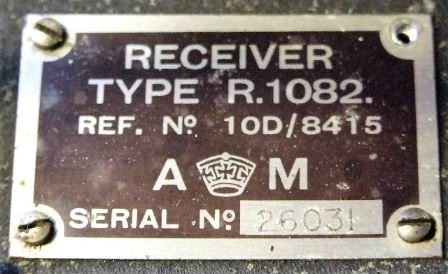 RECEIVER
TYPE R.1082.
REF. Nº 10D/8415
A M
SERIAL Nº 26031